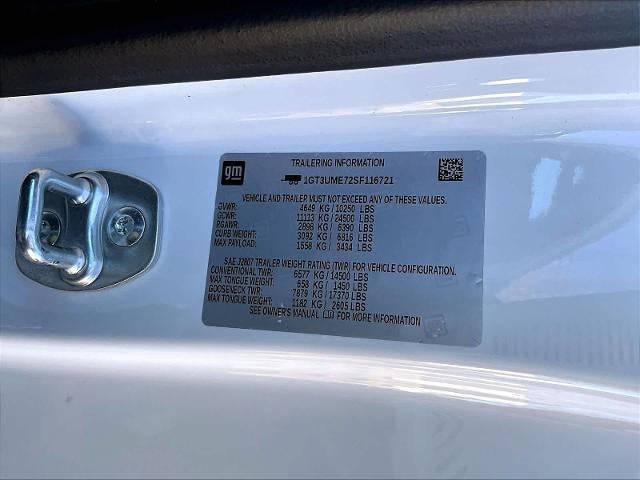 gm
TRAILERING INFORMATION
1GT3UME72SF116721
VEHICLE AND TRAILER MUST NOT EXCEED ANY OF THESE VALUES.
GVWR: 4649 KG / 10250 LBS
GCWR: 11113 KG / 24500 LBS
RGAWR: 2898 KG / 6390 LBS
CURB WEIGHT: 3092 KG / 6816 LBS
MAX PAYLOAD: 1558 KG / 3434 LBS
SAE J2807 TRAILER WEIGHT RATING (TWR) FOR VEHICLE CONFIGURATION.
CONVENTIONAL TWR: 6577 KG / 14500 LBS
MAX TONGUE WEIGHT: 658 KG / 1450 LBS
GOOSENECK TWR: 7879 KG / 17370 LBS
MAX TONGUE WEIGHT: 1182 KG / 2605 LBS
SEE OWNER'S MANUAL FOR MORE INFORMATION